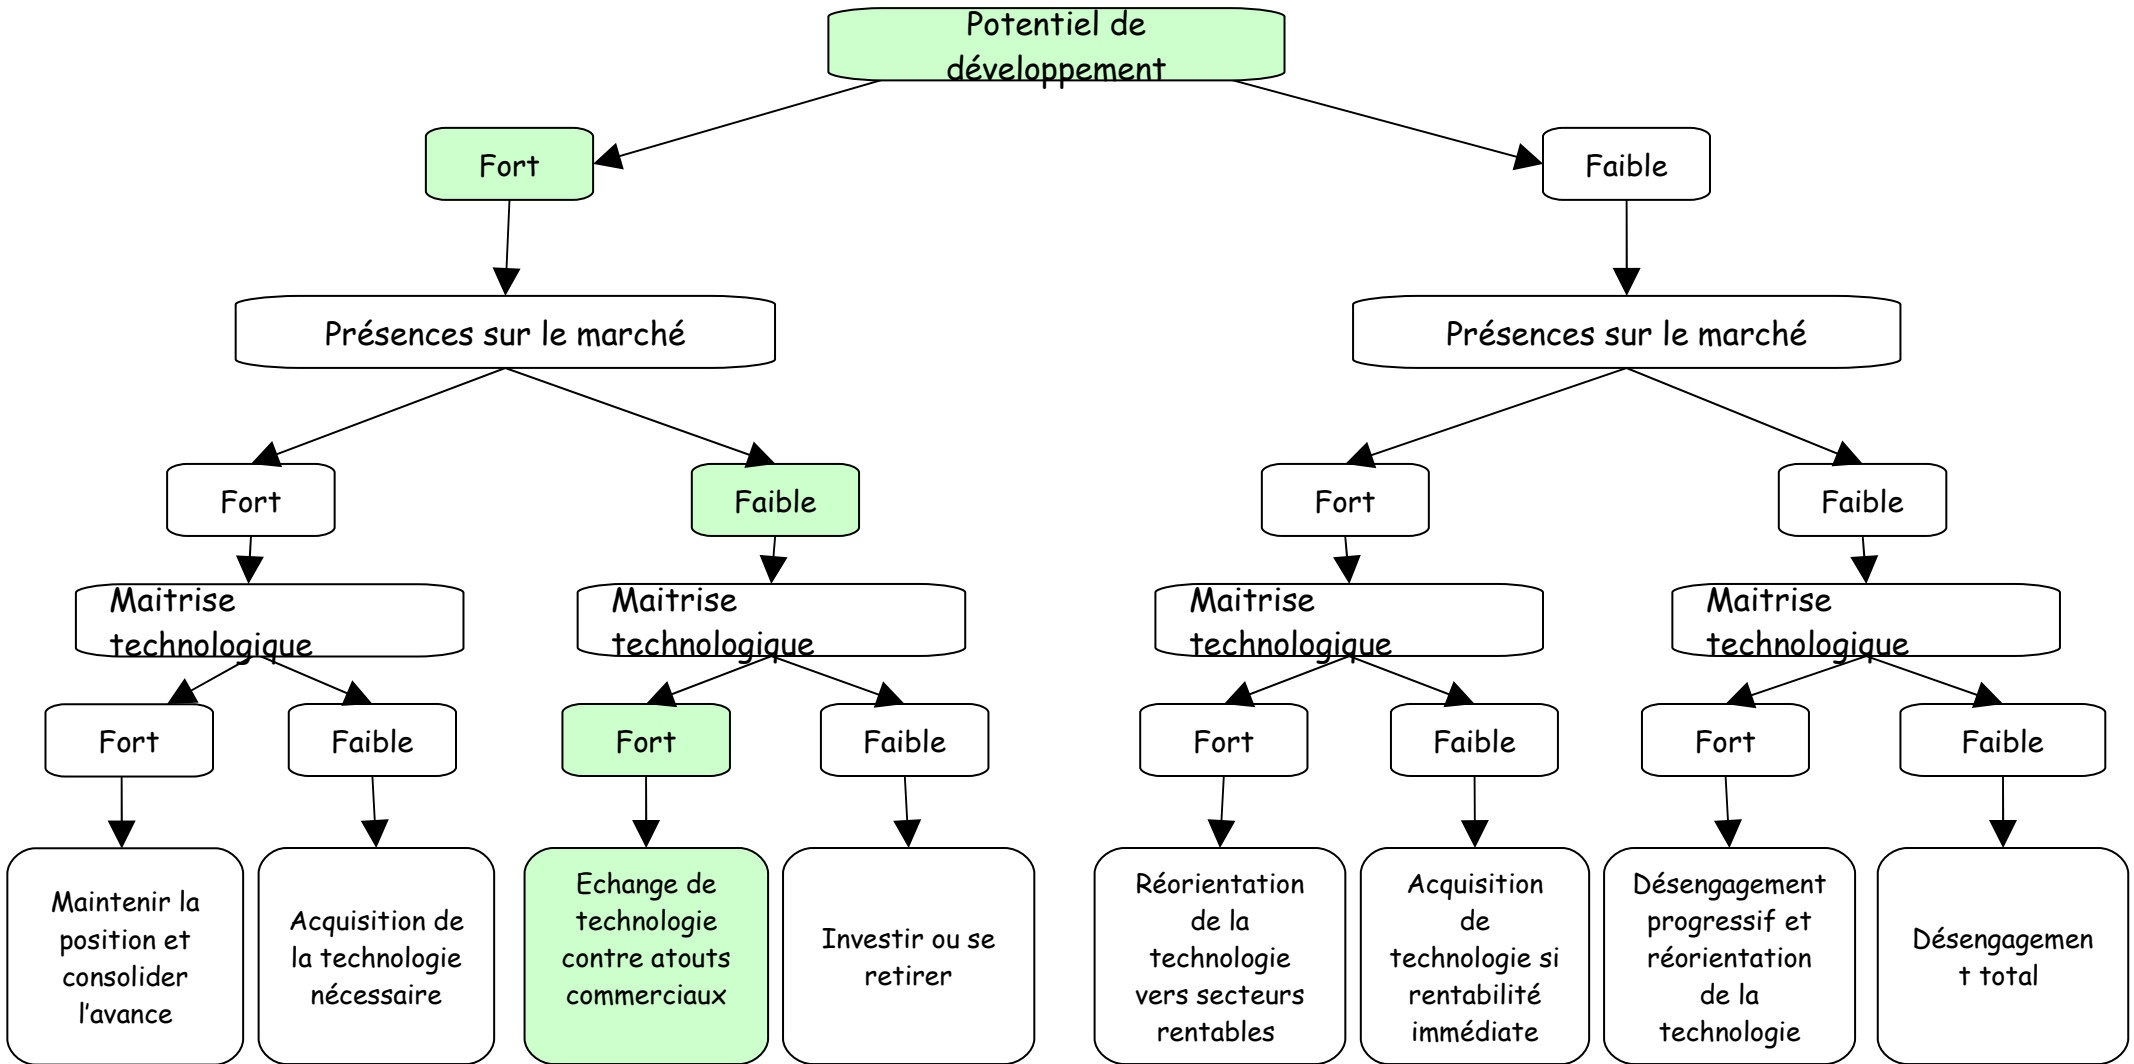 Potentiel de
développement
Fort
Faible
Présences sur le marché
Présences sur le marché
Fort
Faible
Fort
Faible
Maitrise
technologique
Maitrise
technologique
Maitrise
technologique
Maitrise
technologique
Fort
Faible
Fort
Faible
Fort
Faible
Fort
Faible
Maintenir la
position et
consolider
l'avance
Acquisition de
la technologie
nécessaire
Echange de
technologie
contre atouts
commerciaux
Investir ou se
retirer
Réorientation
de la
technologie
vers secteurs
rentables
Acquisition
de
technologie si
rentabilité
immédiate
Désengagement
progressif et
réorientation
de la
technologie
Désengagemen
t total